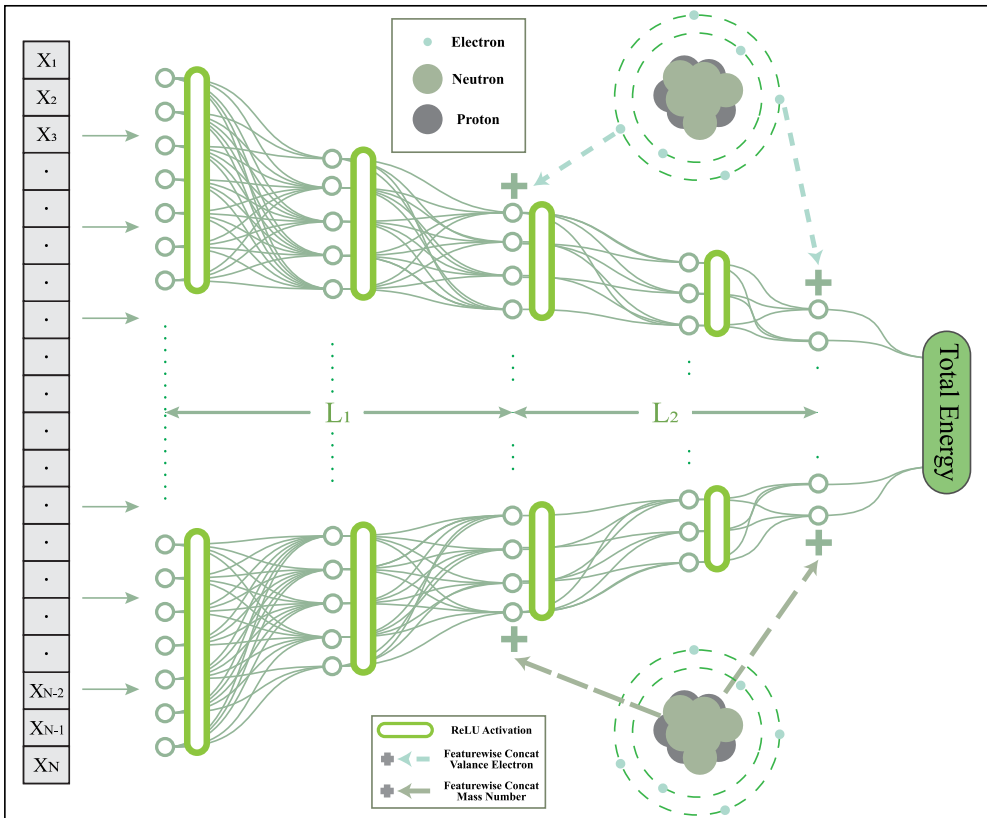 X1
X2
X3
XN-2
XN-1
XN
Electron
Neutron
Proton
L1
L2
Total Energy
ReLU Activation
Featurewise Concat
Valance Electron
Featurewise Concat
Mass Number